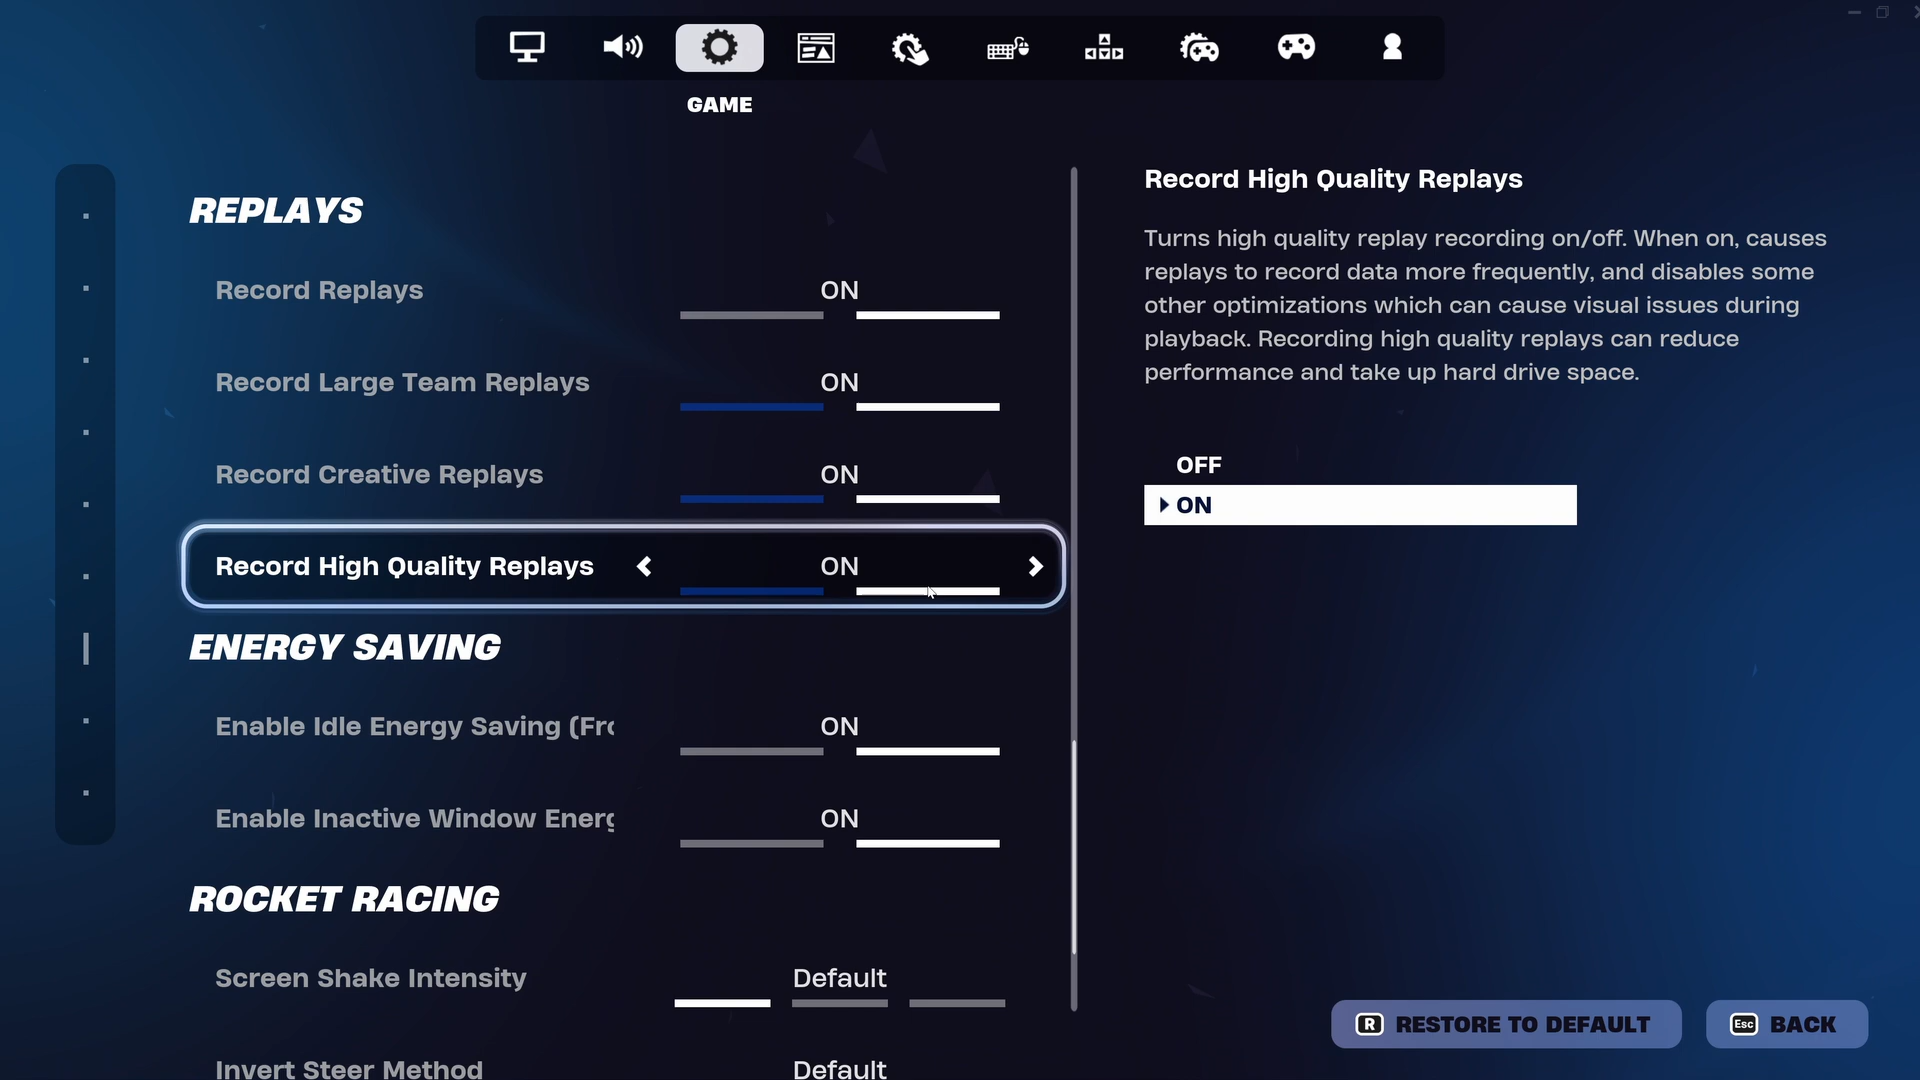 GAME
REPLAYS
Record Replays ON
Record Large Team Replays ON
Record Creative Replays ON
Record High Quality Replays ON
ENERGY SAVING
Enable Idle Energy Saving (Fro ON
Enable Inactive Window Energ ON
ROCKET RACING
Screen Shake Intensity Default
Invert Steer Method Default
Record High Quality Replays
Turns high quality replay recording on/off. When on, causes
replays to record data more frequently, and disables some
other optimizations which can cause visual issues during
playback. Recording high quality replays can reduce
performance and take up hard drive space.
OFF
ON
R RESTORE TO DEFAULT
Esc BACK